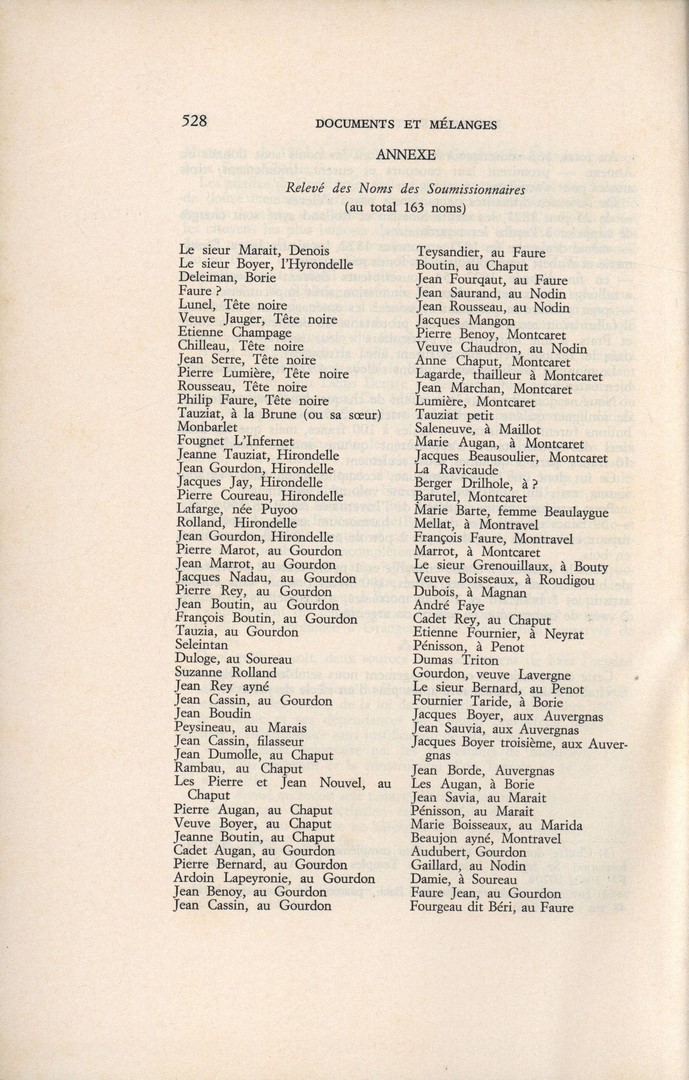 528
DOCUMENTS ET MÉLANGES
ANNEXE
Relevé des Noms des Soumissionnaires
(au total 163 noms)
Le sieur Marait, Denois
Le sieur Boyer, l'Hyrondelle
Deleiman, Borie
Faure ?
Lunel, Tête noire
Veuve Jauger, Tête noire
Etienne Champage
Chilleau, Tête noire
Jean Serre, Tête noire
Pierre Lumière, Tête noire
Rousseau, Tête noire
Philip Faure, Tête noire
Tauziat, à la Brune (ou sa sœur)
Monbarlet
Fougnet L'Infernet
Jeanne Tauziat, Hirondelle
Jean Gourdon, Hirondelle
Jacques Jay, Hirondelle
Pierre Coureau, Hirondelle
Lafarge, née Puyoo
Rolland, Hirondelle
Jean Gourdon, Hirondelle
Pierre Marot, au Gourdon
Jean Marrot, au Gourdon
Jacques Nadau, au Gourdon
Pierre Rey, au Gourdon
Jean Boutin, au Gourdon
François Boutin, au Gourdon
Tauzia, au Gourdon
Seleintan
Duloge, au Soureau
Suzanne Rolland
Jean Rey ayné
Jean Cassin, au Gourdon
Jean Boudin
Peysineau, au Marais
Jean Cassin, filasseur
Jean Dumolle, au Chaput
Rambau, au Chaput
Les Pierre et Jean Nouvel, au
Chaput
Pierre Augan, au Chaput
Veuve Boyer, au Chaput
Jeanne Boutin, au Chaput
Cadet Augan, au Gourdon
Pierre Bernard, au Gourdon
Ardoin Lapeyronie, au Gourdon
Jean Benoy, au Gourdon
Jean Cassin, au Gourdon
Teysandier, au Faure
Boutin, au Chaput
Jean Fourqaut, au Faure
Jean Saurand, au Nodin
Jean Rousseau, au Nodin
Jacques Mangon
Pierre Benoy, Montcaret
Veuve Chaudron, au Nodin
Anne Chaput, Montcaret
Lagarde, thailleur à Montcaret
Jean Marchan, Montcaret
Lumière, Montcaret
Tauziat petit
Saleneuve, à Maillot
Marie Augan, à Montcaret
Jacques Beausoulier, Montcaret
La Ravicaude
Berger Drilhole, à ?
Barutel, Montcaret
Marie Barte, femme Beaulaygue
Mellat, à Montravel
François Faure, Montravel
Marrot, à Montcaret
Le sieur Grenouillaux, à Bouty
Veuve Boisseaux, à Roudigou
Dubois, à Magnan
André Faye
Cadet Rey, au Chaput
Etienne Fournier, à Neyrat
Pénisson, à Penot
Dumas Triton
Gourdon, veuve Lavergne
Le sieur Bernard, au Penot
Fournier Taride, à Borie
Jacques Boyer, aux Auvergnas
Jean Sauvia, aux Auvergnas
Jacques Boyer troisième, aux Auver-
gnas
Jean Borde, Auvergnas
Les Augan, à Borie
Jean Savia, au Marait
Pénisson, au Marait
Marie Boisseaux, au Marida
Beaujon ayné, Montravel
Audubert, Gourdon
Gaillard, au Nodin
Damie, à Soureau
Faure Jean, au Gourdon
Fourgeau dit Béri, au Faure